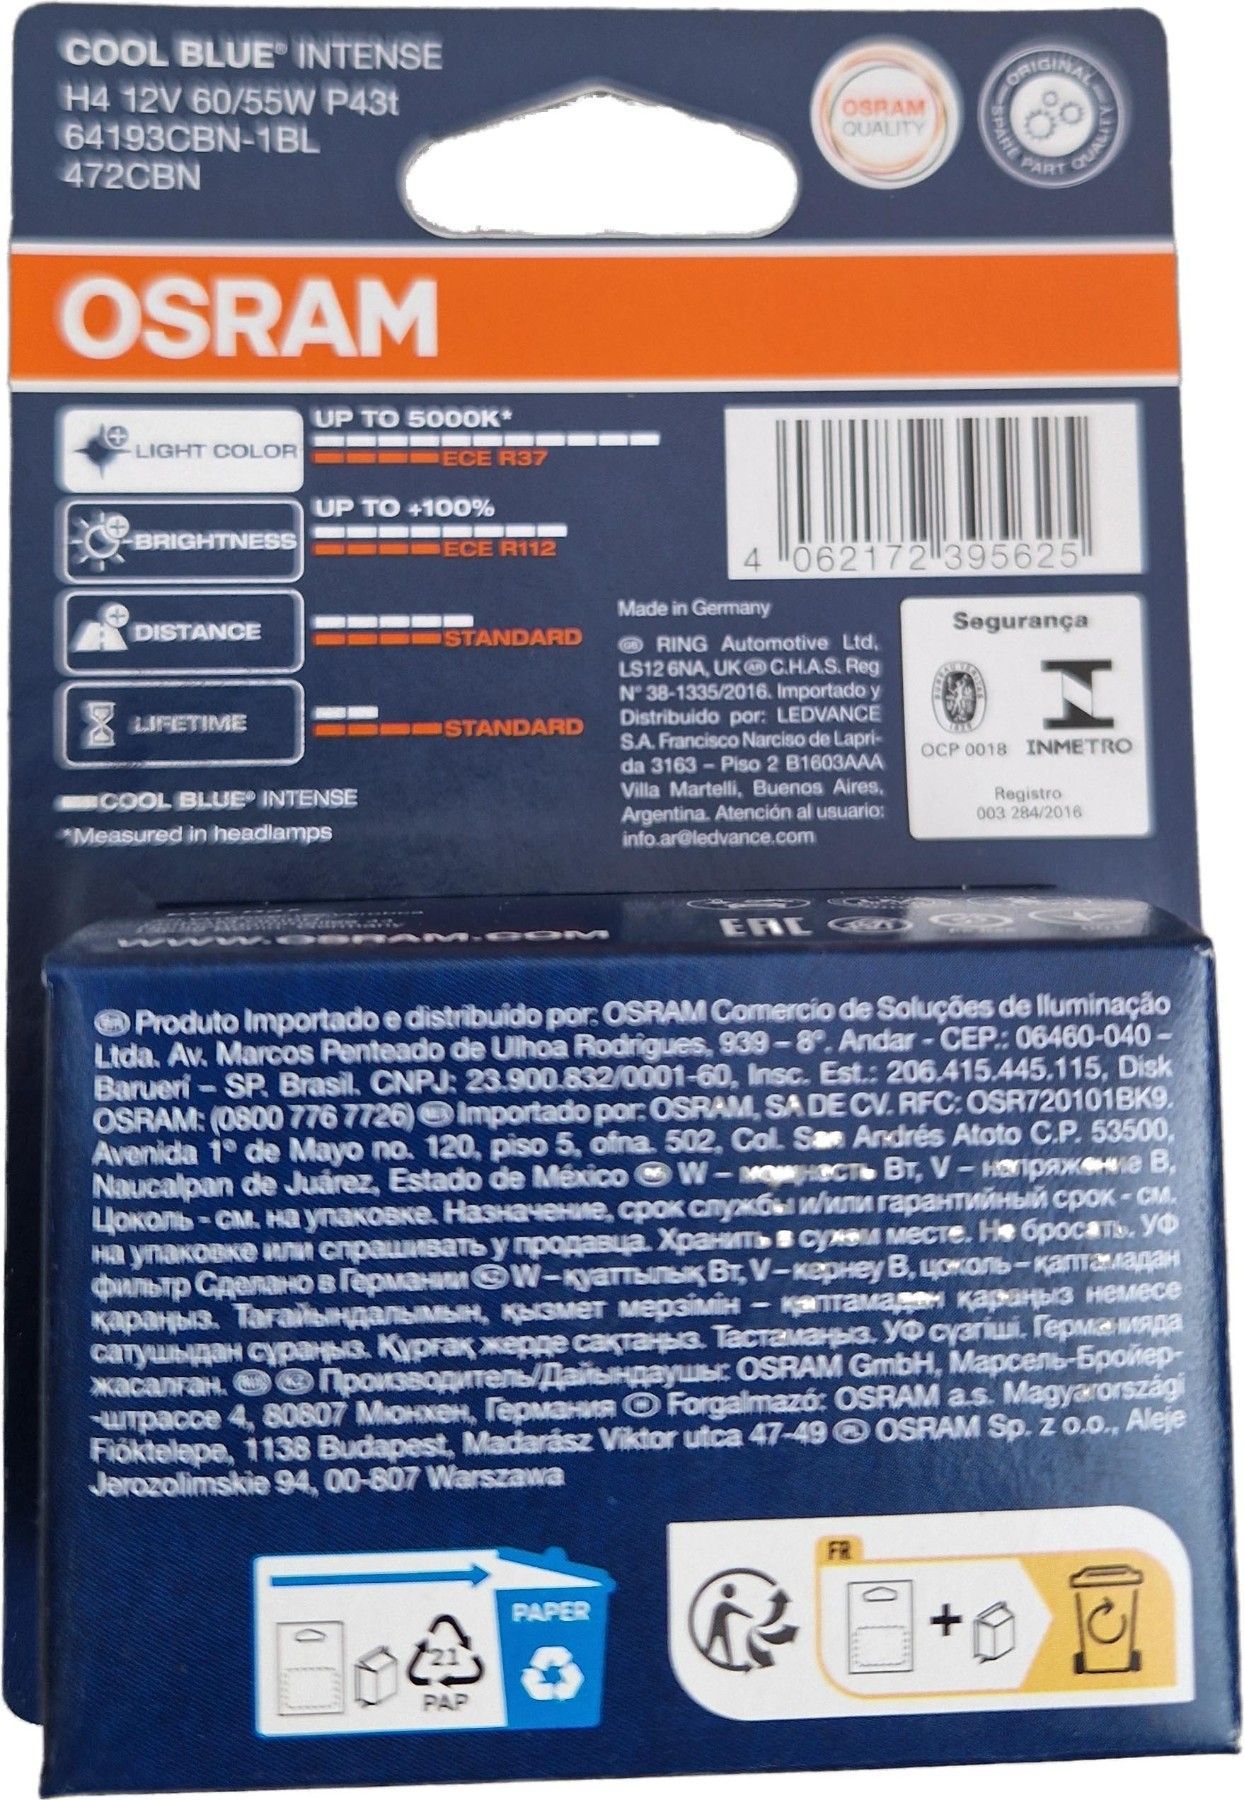 COOL BLUE® INTENSE
H4 12V 60/55W P43t
64193CBN-1BL
472CBN
OSRAM
QUALITY
ORIGINAL
SPARE PART QUALITY
OSRAM
LIGHT COLOR
UP TO 5000K*
ECE R37
BRIGHTNESS
UP TO +100%
ECE R112
DISTANCE
STANDARD
LIFETIME
STANDARD
COOL BLUE® INTENSE
*Measured in headlamps
4 062172 395625
Made in Germany
GB RING Automotive Ltd,
LS12 6NA, UK AR C.H.A.S. Reg
N° 38-1335/2016. Importado y
Distribuido por: LEDVANCE
S.A. Francisco Narciso de Lapri-
da 3163 – Piso 2 B1603AAA
Villa Martelli, Buenos Aires,
Argentina. Atención al usuario:
info.ar@ledvance.com
Segurança
OCP 0018 INMETRO
Registro
003 284/2016
WWW.OSRAM.COM
EAC
Produto Importado e distribuído por: OSRAM Comercio de Soluções de Iluminação
Ltda. Av. Marcos Penteado de Ulhoa Rodrigues, 939 – 8°. Andar - CEP.: 06460-040 –
Barueri – SP. Brasil. CNPJ: 23.900.832/0001-60, Insc. Est.: 206.415.445.115, Disk
OSRAM: (0800 776 7726) Importado por: OSRAM, SA DE CV. RFC: OSR720101BK9.
Avenida 1° de Mayo no. 120, piso 5, ofna. 502, Col. San Andrés Atoto C.P. 53500,
Naucalpan de Juárez, Estado de México W – мощность Вт, V – напряжение В,
Цоколь - см. на упаковке. Назначение, срок службы и/или гарантийный срок - см.
на упаковке или спрашивать у продавца. Хранить в сухом месте. Не бросать. УФ
фильтр Сделано в Германии KZ W – қуаттылық Вт, V – кернеу В, цоколь – қаптамадан
қараңыз. Тағайындалымын, қызмет мерзімін – қаптамадан қараңыз немесе
сатушыдан сұраңыз. Құрғақ жерде сақтаңыз. Тастамаңыз. УФ сүзгіші. Германияда
жасалған. RUS KZ Производитель/Дайындаушы: OSRAM GmbH, Марсель-Бройер-
-штрассе 4, 80807 Мюнхен, Германия H Forgalmazó: OSRAM a.s. Magyarországi
Fióktelepe, 1138 Budapest, Madarász Viktor utca 47-49 PL OSRAM Sp. z o.o., Aleje
Jerozolimskie 94, 00-807 Warszawa
PAPER
21
PAP
FR